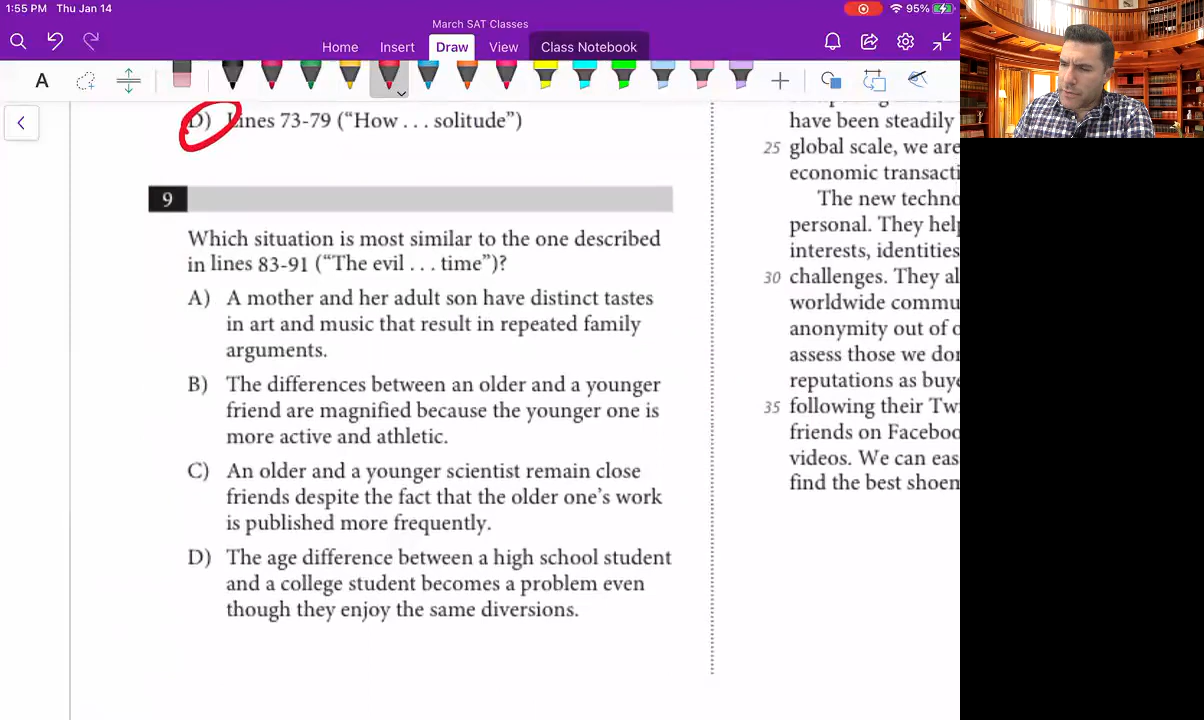 1:55 PM Thu Jan 14
95%
March SAT Classes
Home Insert Draw View Class Notebook
A
D) Lines 73-79 (“How . . . solitude”)
9
Which situation is most similar to the one described
in lines 83-91 (“The evil . . . time”)?
A) A mother and her adult son have distinct tastes
in art and music that result in repeated family
arguments.
B) The differences between an older and a younger
friend are magnified because the younger one is
more active and athletic.
C) An older and a younger scientist remain close
friends despite the fact that the older one’s work
is published more frequently.
D) The age difference between a high school student
and a college student becomes a problem even
though they enjoy the same diversions.
have been steadily
25 global scale, we are
economic transacti
The new techno
personal. They help
interests, identities
30 challenges. They al
worldwide commu
anonymity out of o
assess those we do
reputations as buye
35 following their Tw
friends on Faceboo
videos. We can eas
find the best shoem